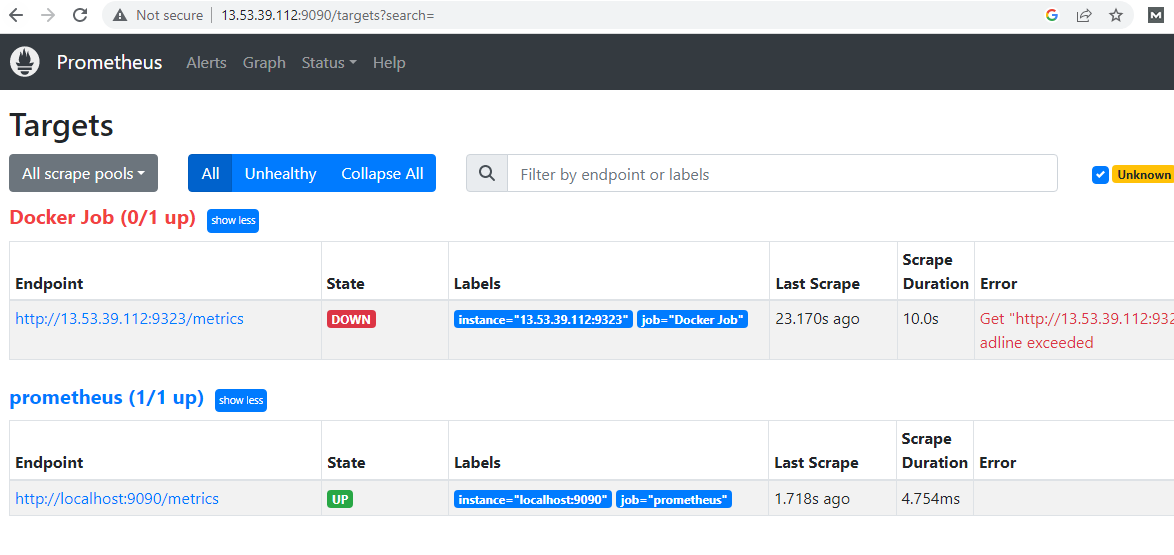 Not secure 13.53.39.112:9090/targets?search=
Prometheus Alerts Graph Status Help
Targets
All scrape pools All Unhealthy Collapse All Filter by endpoint or labels Unknown
Docker Job (0/1 up) show less
Endpoint State Labels Last Scrape Scrape Duration Error
http://13.53.39.112:9323/metrics DOWN instance="13.53.39.112:9323" job="Docker Job" 23.170s ago 10.0s Get "http://13.53.39.112:932
adline exceeded
prometheus (1/1 up) show less
Endpoint State Labels Last Scrape Scrape Duration Error
http://localhost:9090/metrics UP instance="localhost:9090" job="prometheus" 1.718s ago 4.754ms